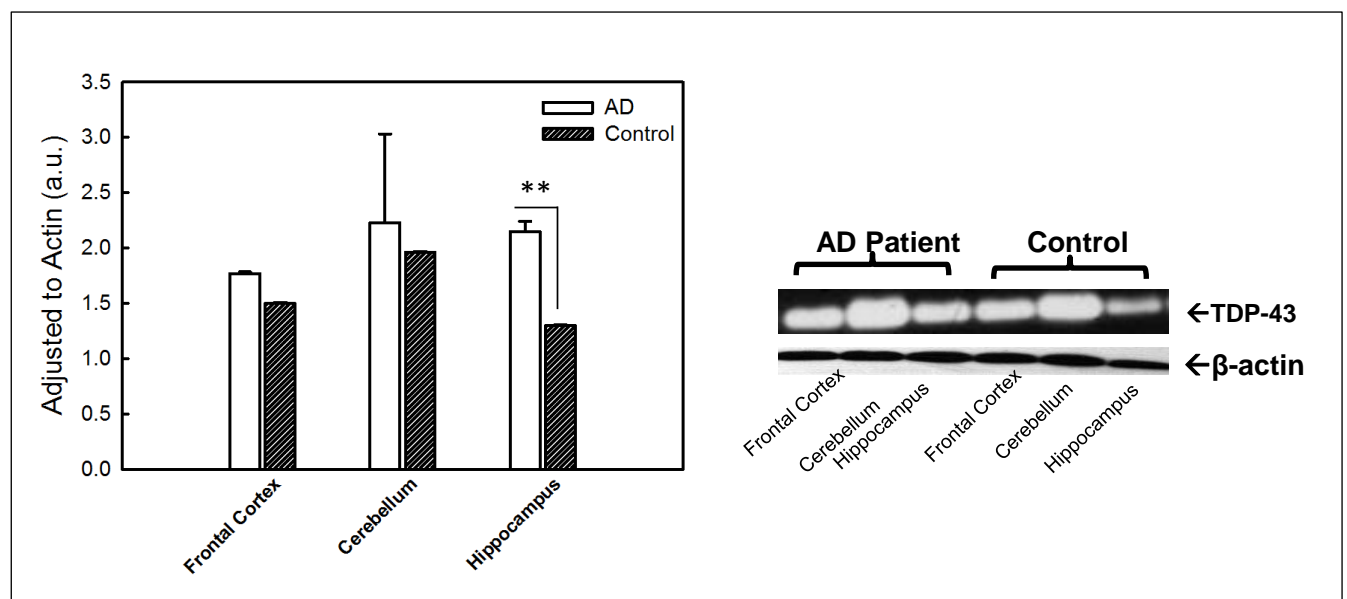 3.5
3.0
2.5
2.0
1.5
1.0
0.5
0.0
Adjusted to Actin (a.u.)
AD
Control
**
Frontal Cortex
Cerebellum
Hippocampus
AD Patient
Control
←TDP-43
←β-actin
Frontal Cortex
Cerebellum
Hippocampus
Frontal Cortex
Cerebellum
Hippocampus